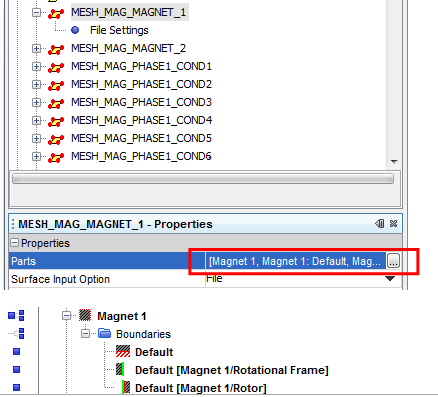 MESH_MAG_MAGNET_1
File Settings
MESH_MAG_MAGNET_2
MESH_MAG_PHASE1_COND1
MESH_MAG_PHASE1_COND2
MESH_MAG_PHASE1_COND3
MESH_MAG_PHASE1_COND4
MESH_MAG_PHASE1_COND5
MESH_MAG_PHASE1_COND6
MESH_MAG_MAGNET_1 - Properties
Properties
Parts [Magnet 1, Magnet 1: Default, Mag... ...
Surface Input Option File
Magnet 1
Boundaries
Default
Default [Magnet 1/Rotational Frame]
Default [Magnet 1/Rotor]